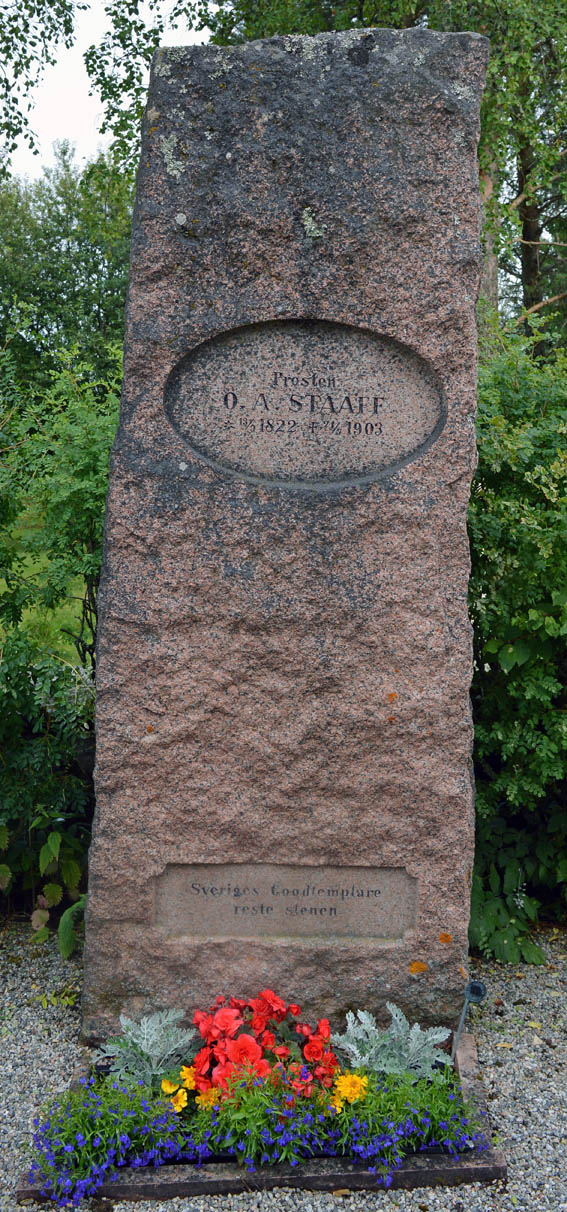 Prosten
O. A. STAAFF
1822 1903
Sveriges Goodtemplare
reste stenen